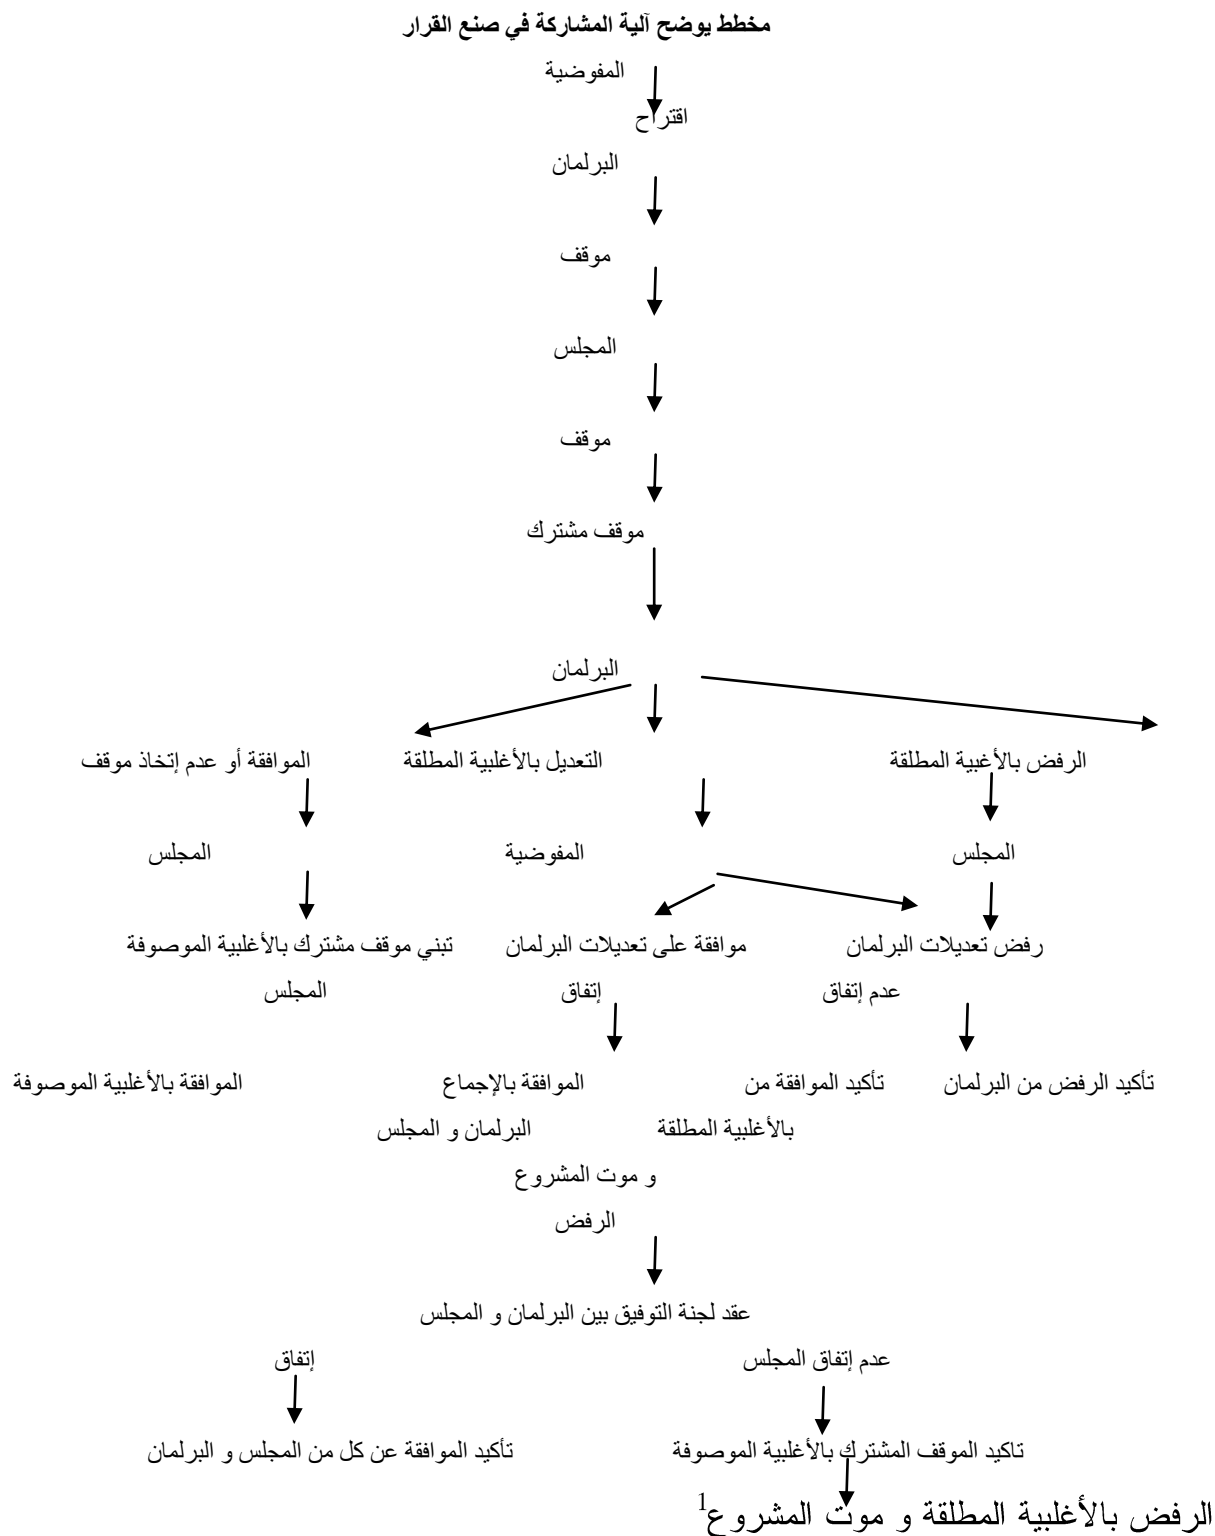 مخطط يوضح آلية المشاركة في صنع القرار
المفوضية
اقتراح
البرلمان
موقف
المجلس
موقف
موقف مشترك
البرلمان
الرفض بالأغبية المطلقة التعديل بالأغلبية المطلقة الموافقة أو عدم إتخاذ موقف
المجلس المفوضية المجلس
رفض تعديلات البرلمان موافقة على تعديلات البرلمان تبني موقف مشترك بالأغلبية الموصوفة
عدم إتفاق إتفاق المجلس
تأكيد الرفض من البرلمان تأكيد الموافقة من الموافقة بالإجماع الموافقة بالأغلبية الموصوفة
بالأغلبية المطلقة البرلمان و المجلس
و موت المشروع
الرفض
عقد لجنة التوفيق بين البرلمان و المجلس
عدم إتفاق المجلس إتفاق
تاكيد الموقف المشترك بالأغلبية الموصوفة تأكيد الموافقة عن كل من المجلس و البرلمان
الرفض بالأغلبية المطلقة و موت المشروع1